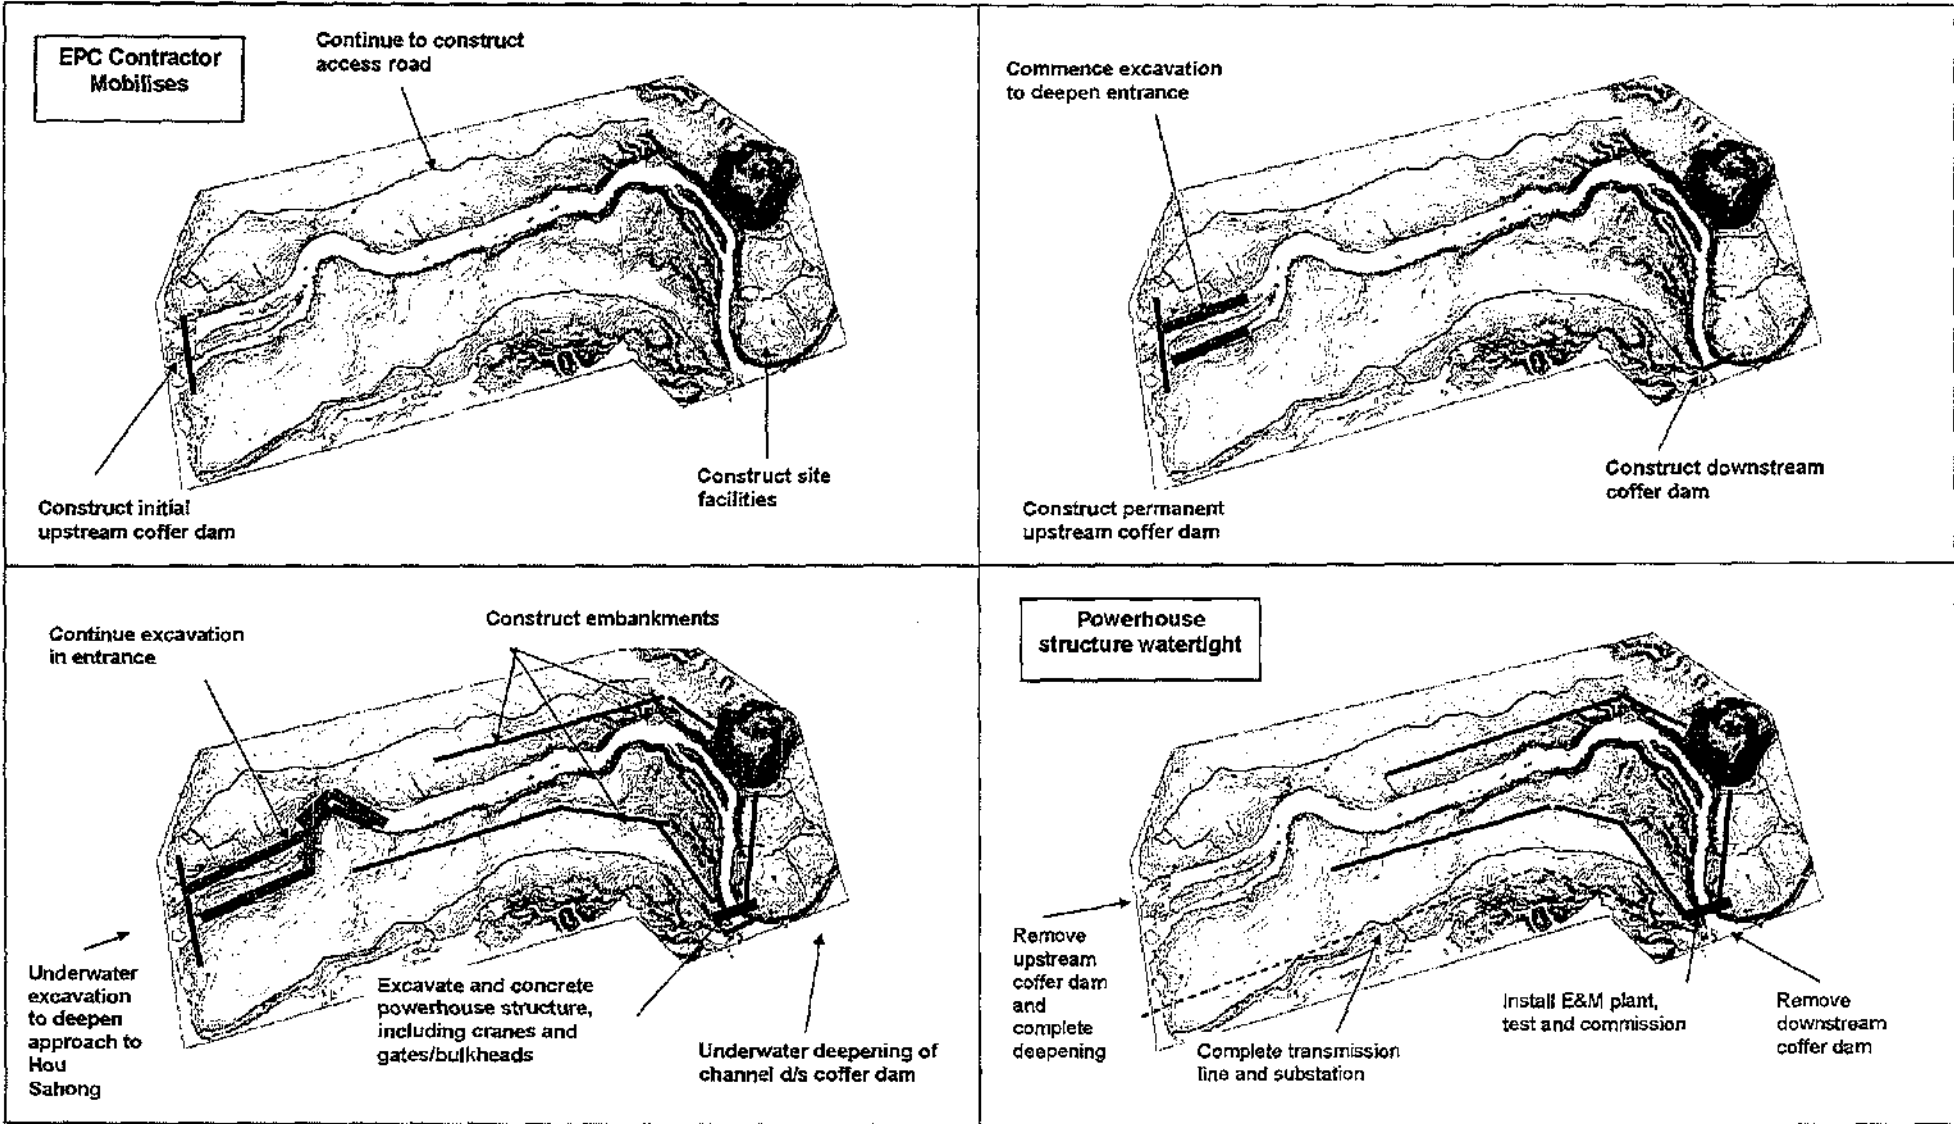 EPC Contractor
Mobilises
Continue to construct
access road
Construct initial
upstream coffer dam
Construct site
facilities
Commence excavation
to deepen entrance
Construct permanent
upstream coffer dam
Construct downstream
coffer dam
Continue excavation
in entrance
Construct embankments
Underwater
excavation
to deepen
approach to
Hou
Sahong
Excavate and concrete
powerhouse structure,
including cranes and
gates/bulkheads
Underwater deepening of
channel d/s coffer dam
Powerhouse
structure watertight
Remove
upstream
coffer dam
and
complete
deepening
Complete transmission
line and substation
Install E&M plant,
test and commission
Remove
downstream
coffer dam